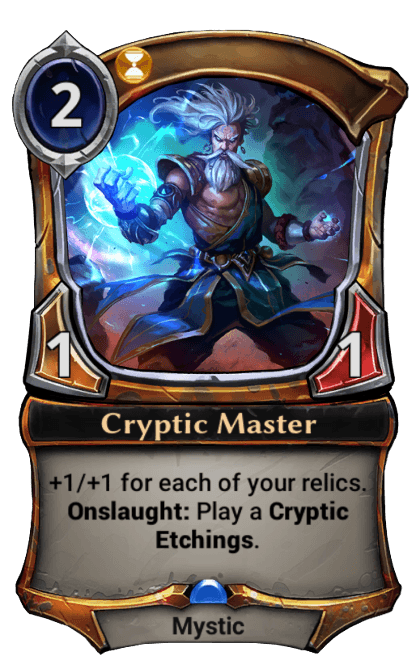 2
1
1
Cryptic Master
+1/+1 for each of your relics.
Onslaught: Play a Cryptic
Etchings.
Mystic